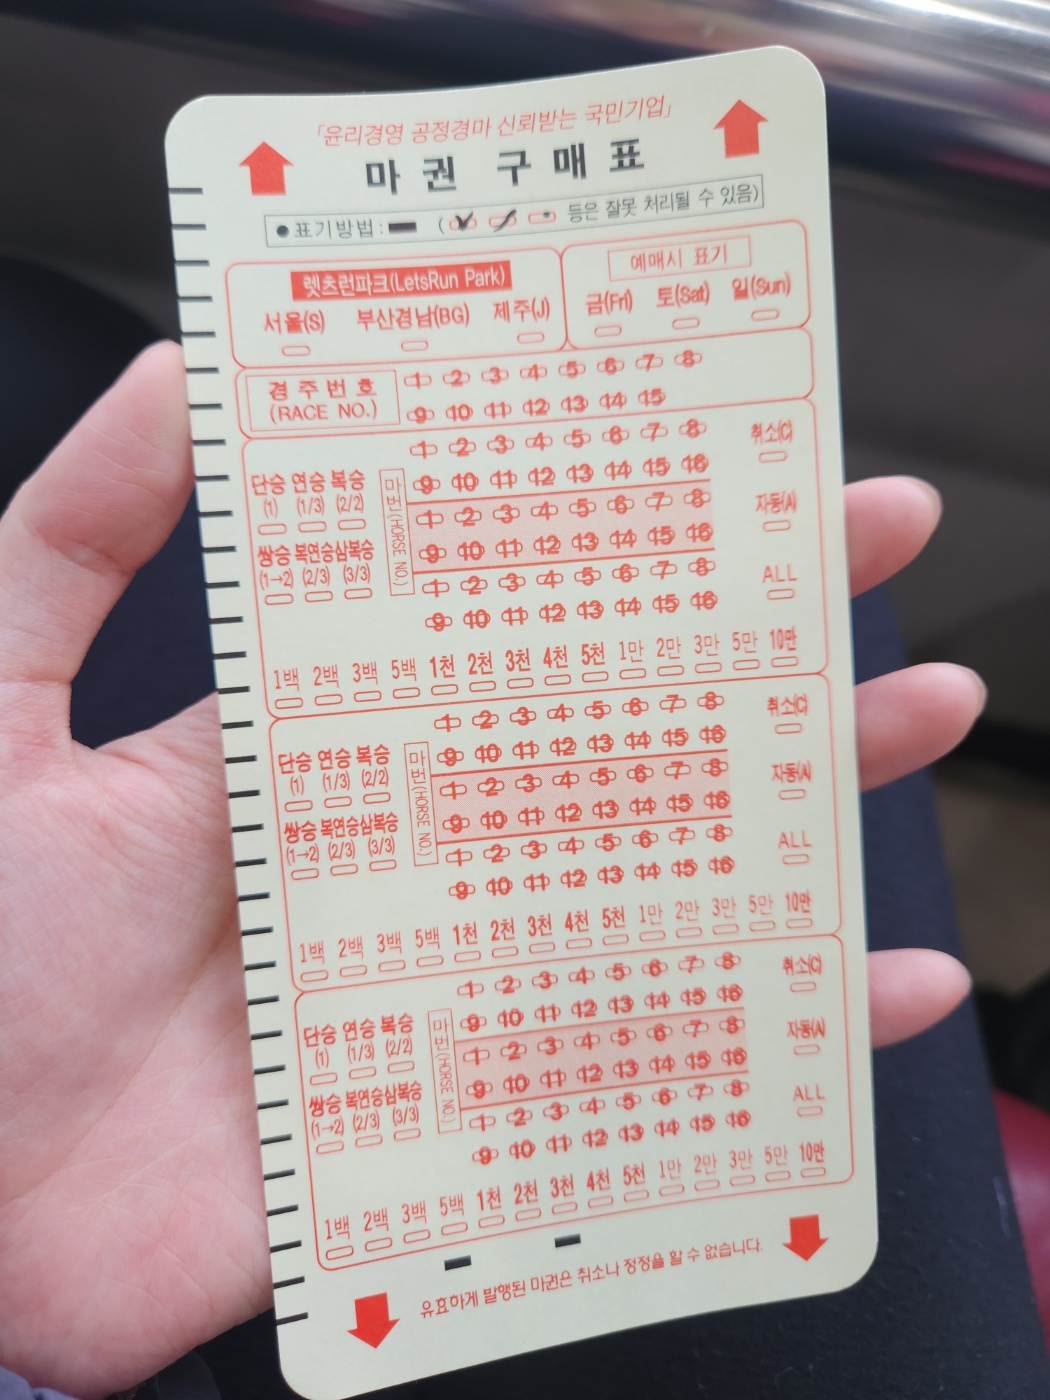 「윤리경영 공정경마 신뢰받는 국민기업」
마권 구매표
●표기방법: ( 등은 잘못 처리될 수 있음)
렛츠런파크(LetsRun Park)
서울(S) 부산경남(BG) 제주(J)
예매시 표기
금(Fri) 토(Sat) 일(Sun)
경주번호
(RACE NO.)
1 2 3 4 5 6 7 8
9 10 11 12 13 14 15
단승 연승 복승
(1) (1/3) (2/2)
쌍승 복연승 삼복승
(1→2) (2/3) (3/3)
마번(HORSE NO.)
1 2 3 4 5 6 7 8
9 10 11 12 13 14 15 16
1 2 3 4 5 6 7 8
9 10 11 12 13 14 15 16
1 2 3 4 5 6 7 8
9 10 11 12 13 14 15 16
취소(C)
자동(A)
ALL
1백 2백 3백 5백 1천 2천 3천 4천 5천 1만 2만 3만 5만 10만
단승 연승 복승
(1) (1/3) (2/2)
쌍승 복연승 삼복승
(1→2) (2/3) (3/3)
마번(HORSE NO.)
1 2 3 4 5 6 7 8
9 10 11 12 13 14 15 16
1 2 3 4 5 6 7 8
9 10 11 12 13 14 15 16
1 2 3 4 5 6 7 8
9 10 11 12 13 14 15 16
취소(C)
자동(A)
ALL
1백 2백 3백 5백 1천 2천 3천 4천 5천 1만 2만 3만 5만 10만
단승 연승 복승
(1) (1/3) (2/2)
쌍승 복연승 삼복승
(1→2) (2/3) (3/3)
마번(HORSE NO.)
1 2 3 4 5 6 7 8
9 10 11 12 13 14 15 16
1 2 3 4 5 6 7 8
9 10 11 12 13 14 15 16
1 2 3 4 5 6 7 8
9 10 11 12 13 14 15 16
취소(C)
자동(A)
ALL
1백 2백 3백 5백 1천 2천 3천 4천 5천 1만 2만 3만 5만 10만
유효하게 발행된 마권은 취소나 정정을 할 수 없습니다.